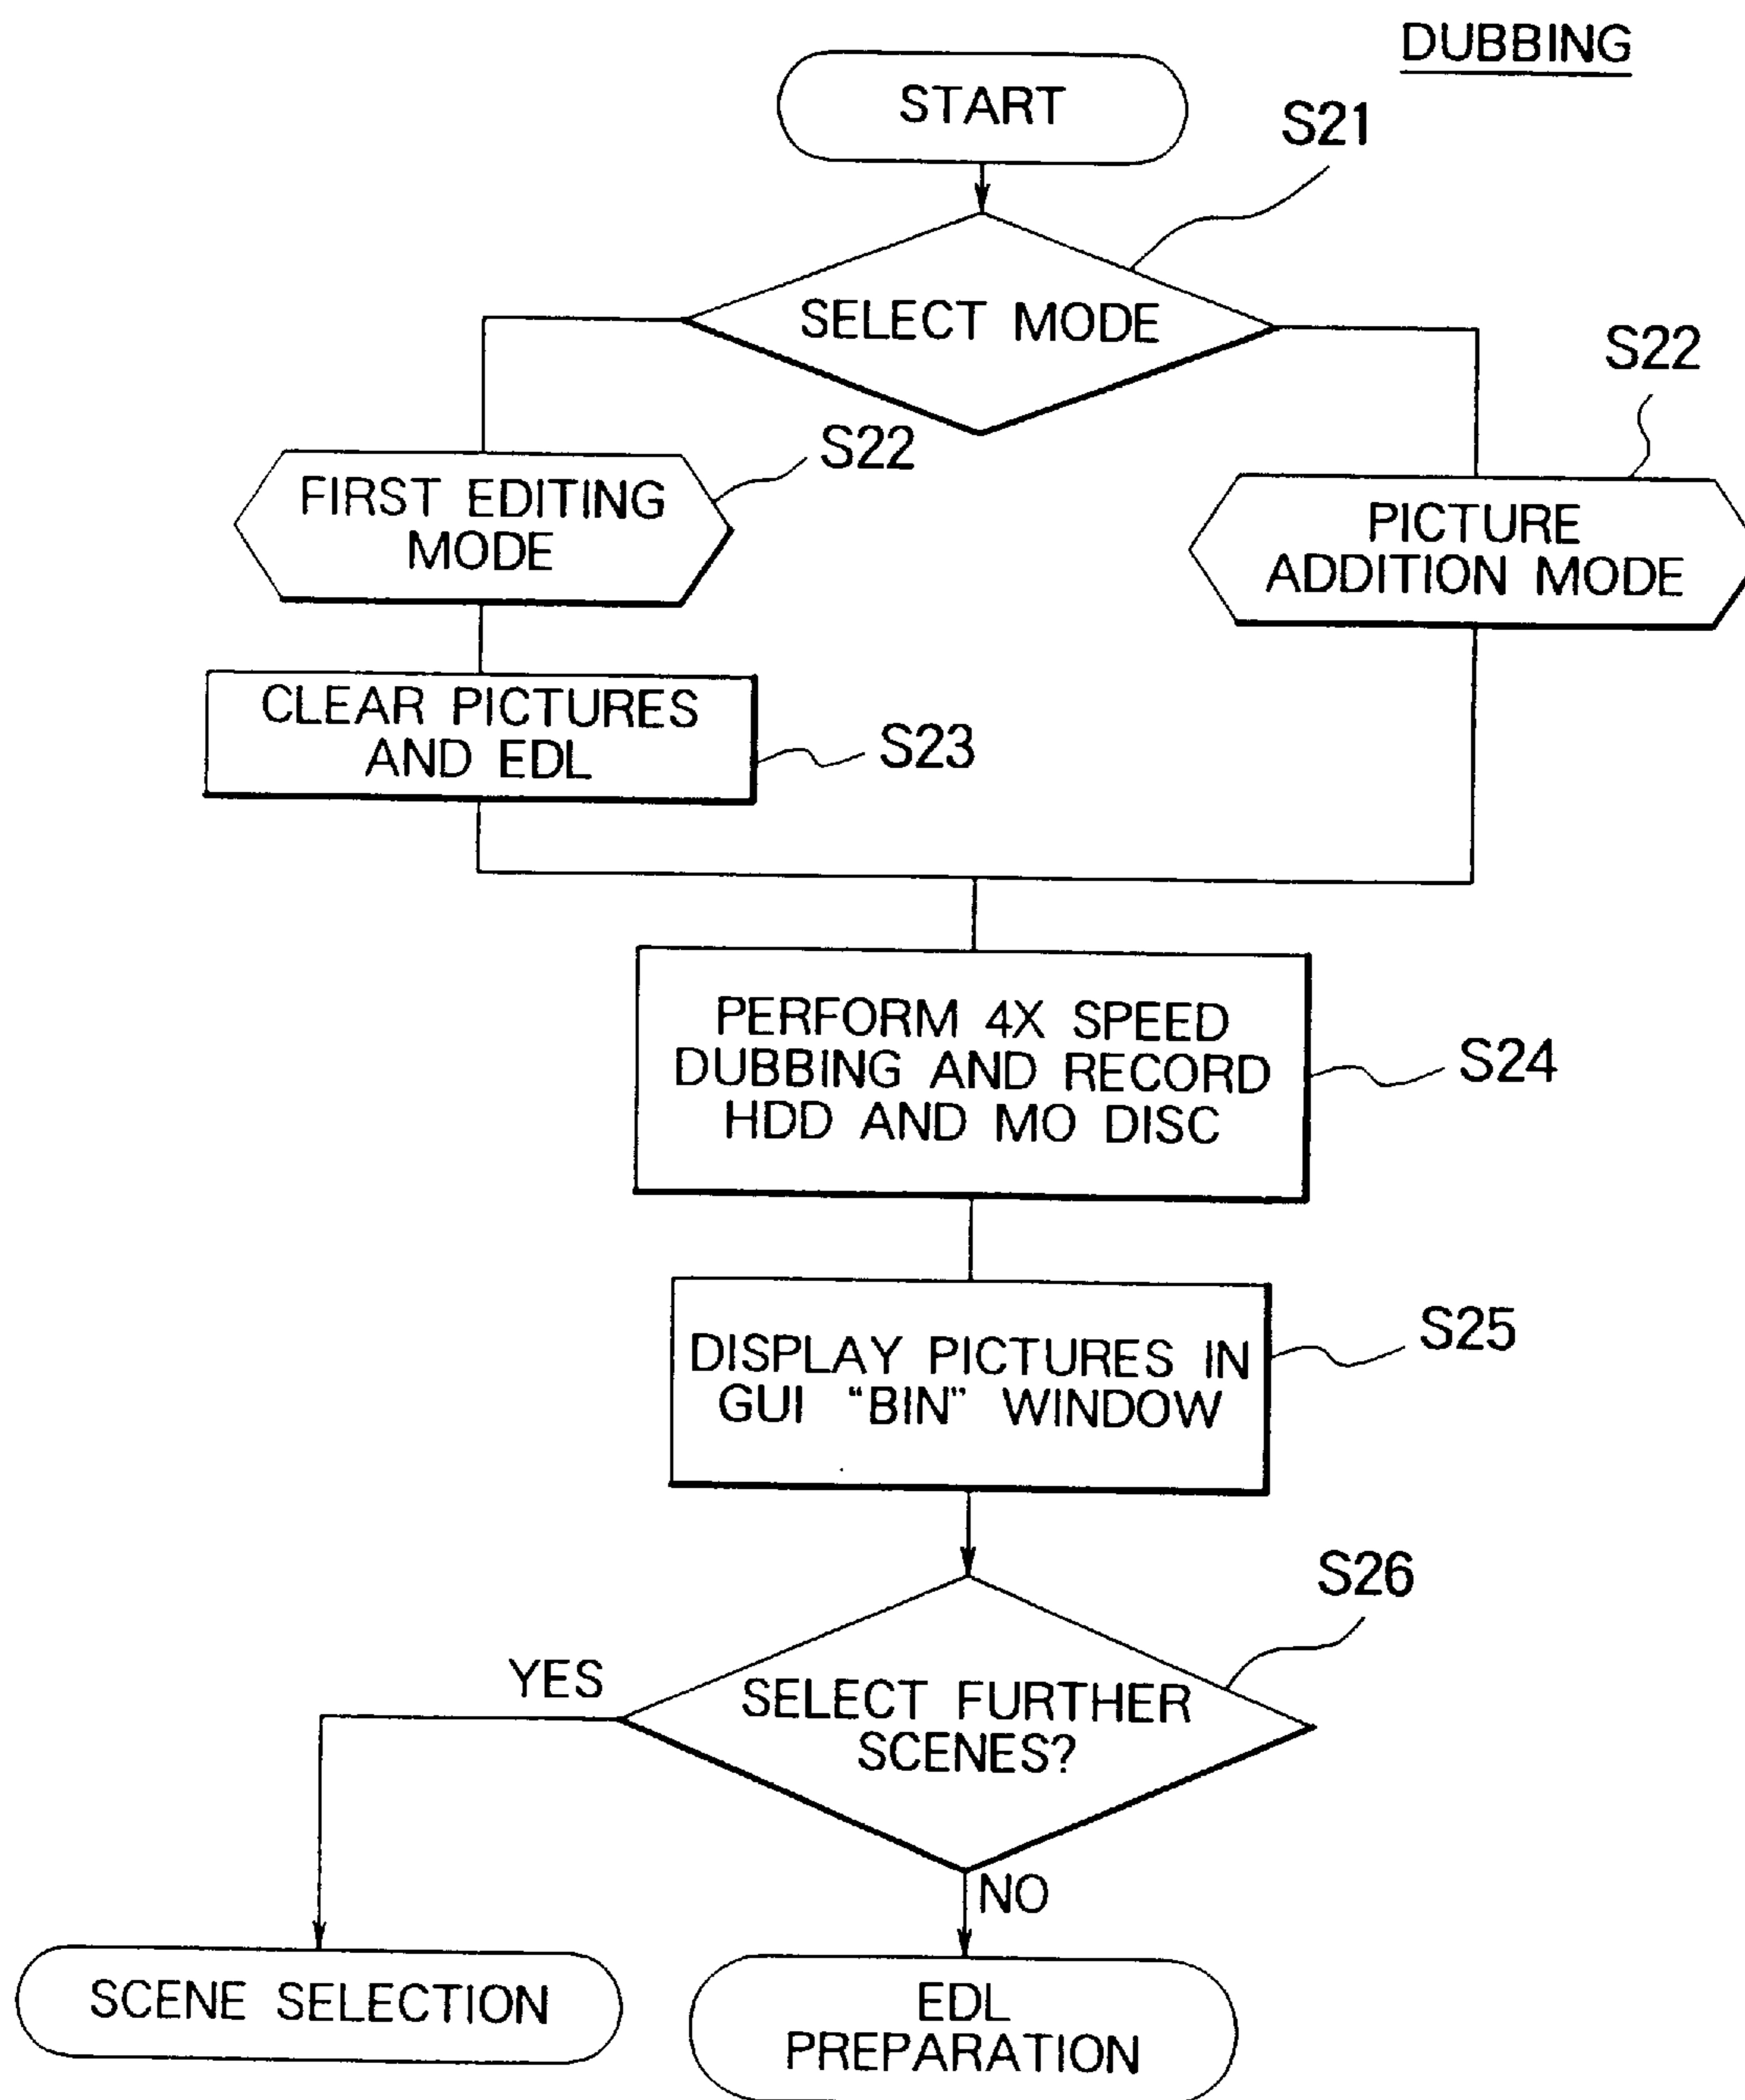 DUBBING
START
S21
SELECT MODE
S22
S22
FIRST EDITING
MODE
PICTURE
ADDITION MODE
CLEAR PICTURES
AND EDL
S23
PERFORM 4X SPEED
DUBBING AND RECORD
HDD AND MO DISC
S24
DISPLAY PICTURES IN
GUI "BIN" WINDOW
S25
S26
YES
SELECT FURTHER
SCENES?
NO
SCENE SELECTION
EDL
PREPARATION